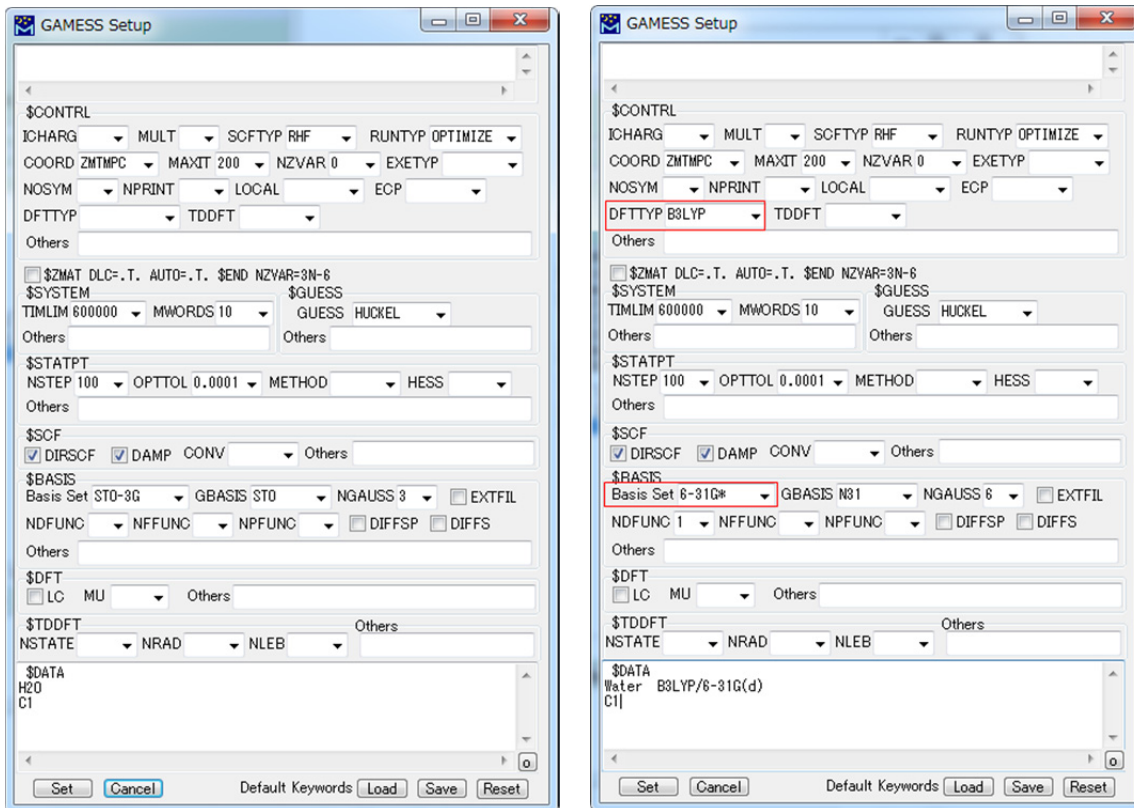 GAMESS Setup
$CONTRL
ICHARG MULT SCFTYP RHF RUNTYP OPTIMIZE
COORD ZMTMPC MAXIT 200 NZVAR 0 EXETYP
NOSYM NPRINT LOCAL ECP
DFTTYP TDDFT
Others
$ZMAT DLC=.T. AUTO=.T. $END NZVAR=3N-6
$SYSTEM $GUESS
TIMLIM 600000 MWORDS 10 GUESS HUCKEL
Others Others
$STATPT
NSTEP 100 OPTTOL 0.0001 METHOD HESS
Others
$SCF
DIRSCF DAMP CONV Others
$BASIS
Basis Set STO-3G GBASIS STO NGAUSS 3 EXTFIL
NDFUNC NFFUNC NPFUNC DIFFSP DIFFS
Others
$DFT
LC MU Others
$TDDFT Others
NSTATE NRAD NLEB
$DATA
H2O
C1
o
Set Cancel Default Keywords Load Save Reset
GAMESS Setup
$CONTRL
ICHARG MULT SCFTYP RHF RUNTYP OPTIMIZE
COORD ZMTMPC MAXIT 200 NZVAR 0 EXETYP
NOSYM NPRINT LOCAL ECP
DFTTYP B3LYP TDDFT
Others
$ZMAT DLC=.T. AUTO=.T. $END NZVAR=3N-6
$SYSTEM $GUESS
TIMLIM 600000 MWORDS 10 GUESS HUCKEL
Others Others
$STATPT
NSTEP 100 OPTTOL 0.0001 METHOD HESS
Others
$SCF
DIRSCF DAMP CONV Others
$BASIS
Basis Set 6-31G* GBASIS N31 NGAUSS 6 EXTFIL
NDFUNC 1 NFFUNC NPFUNC DIFFSP DIFFS
Others
$DFT
LC MU Others
$TDDFT Others
NSTATE NRAD NLEB
$DATA
Water B3LYP/6-31G(d)
C1
o
Set Cancel Default Keywords Load Save Reset